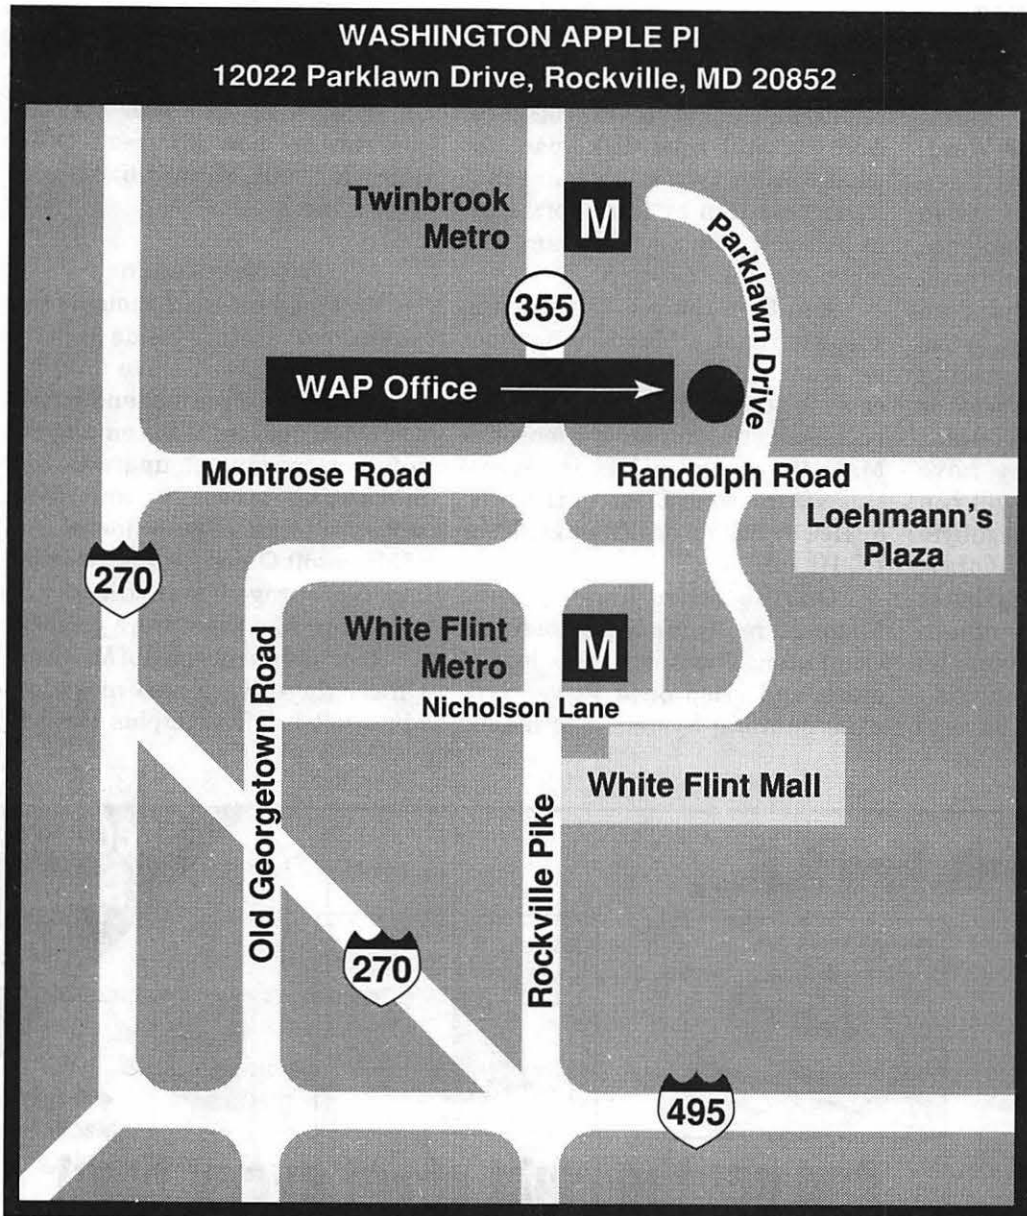 WASHINGTON APPLE PI
12022 Parklawn Drive, Rockville, MD 20852
Twinbrook
Metro
M
Parklawn Drive
355
WAP Office
Montrose Road
Randolph Road
Loehmann's
Plaza
270
White Flint
Metro
M
Nicholson Lane
Old Georgetown Road
White Flint Mall
Rockville Pike
270
495